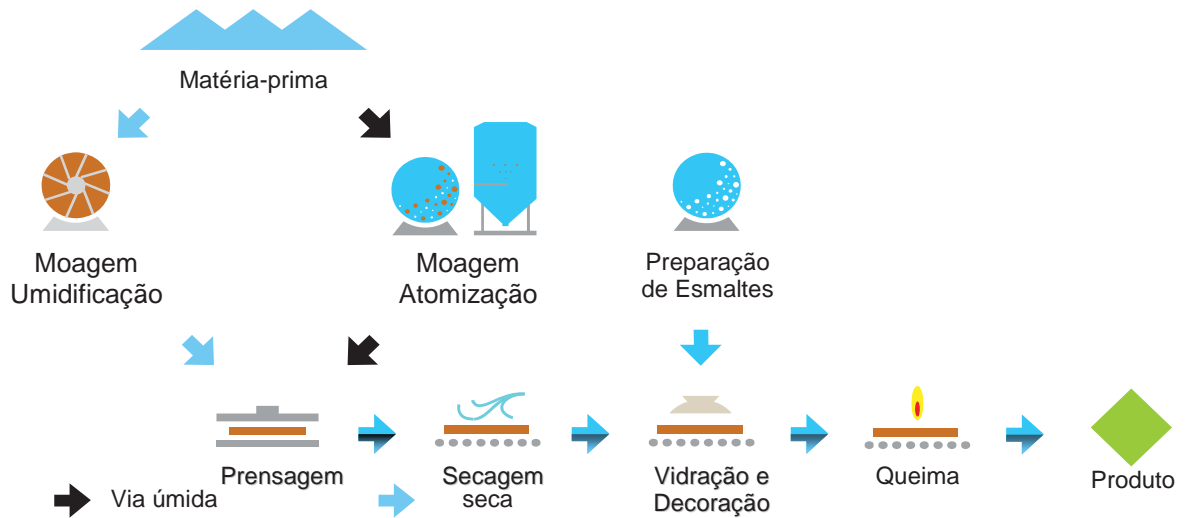 Matéria-prima
Moagem
Umidificação
Moagem
Atomização
Preparação
de Esmaltes
Prensagem
Secagem
Vidração e
Decoração
Queima
Produto
Via úmida
seca